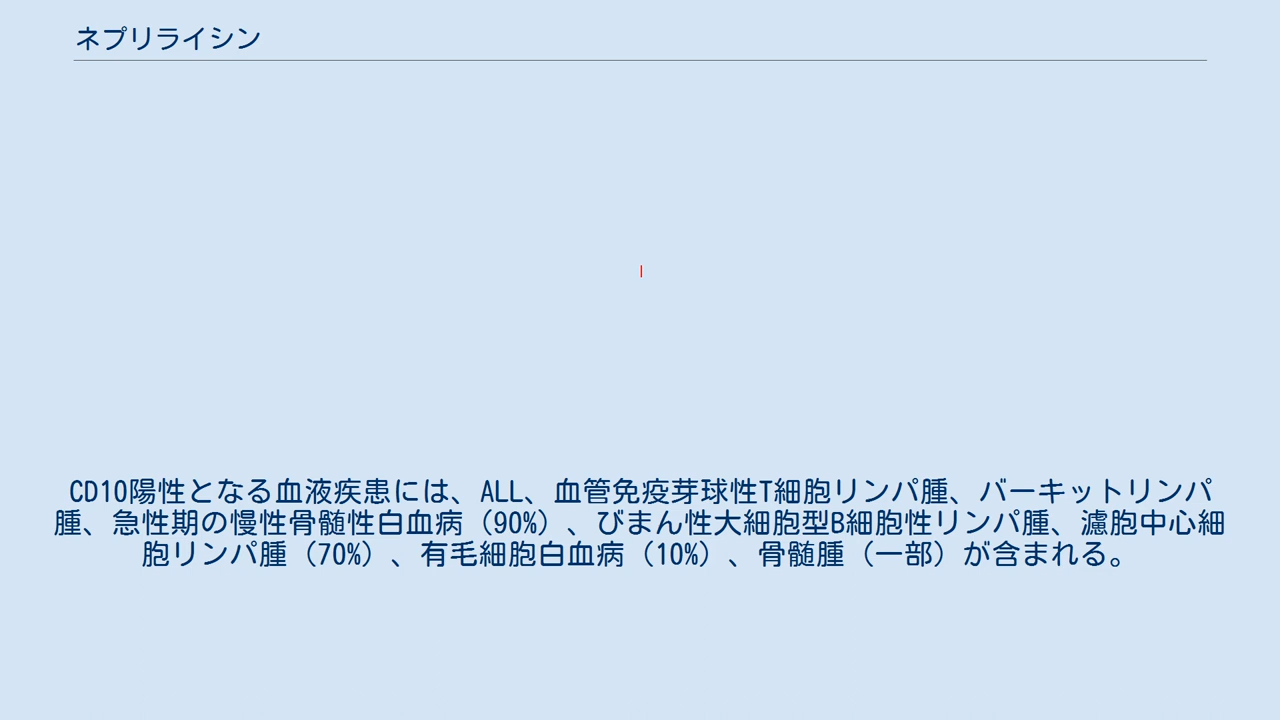 ネプリライシン
CD10陽性となる血液疾患には、ALL、血管免疫芽球性T細胞リンパ腫、バーキットリンパ
腫、急性期の慢性骨髄性白血病（90%）、びまん性大細胞型B細胞性リンパ腫、濾胞中心細
胞リンパ腫（70%）、有毛細胞白血病（10%）、骨髄腫（一部）が含まれる。